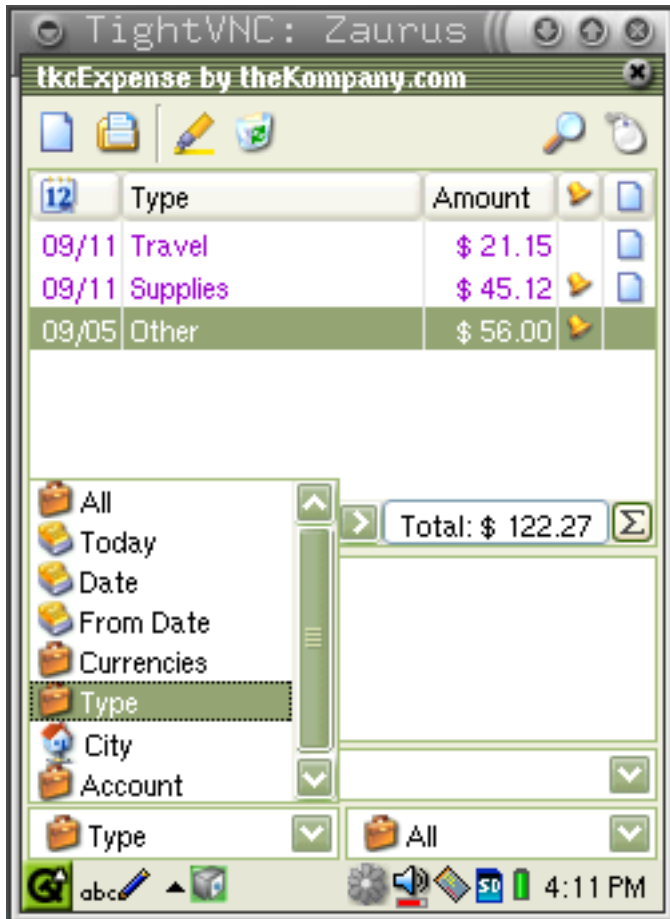 TightVNC: Zaurus
tkcExpense by theKompany.com
12 Type Amount
09/11 Travel $ 21.15
09/11 Supplies $ 45.12
09/05 Other $ 56.00
All
Total: $ 122.27 Σ
Today
Date
From Date
Currencies
Type
City
Account
Type All
abc SD 4:11 PM